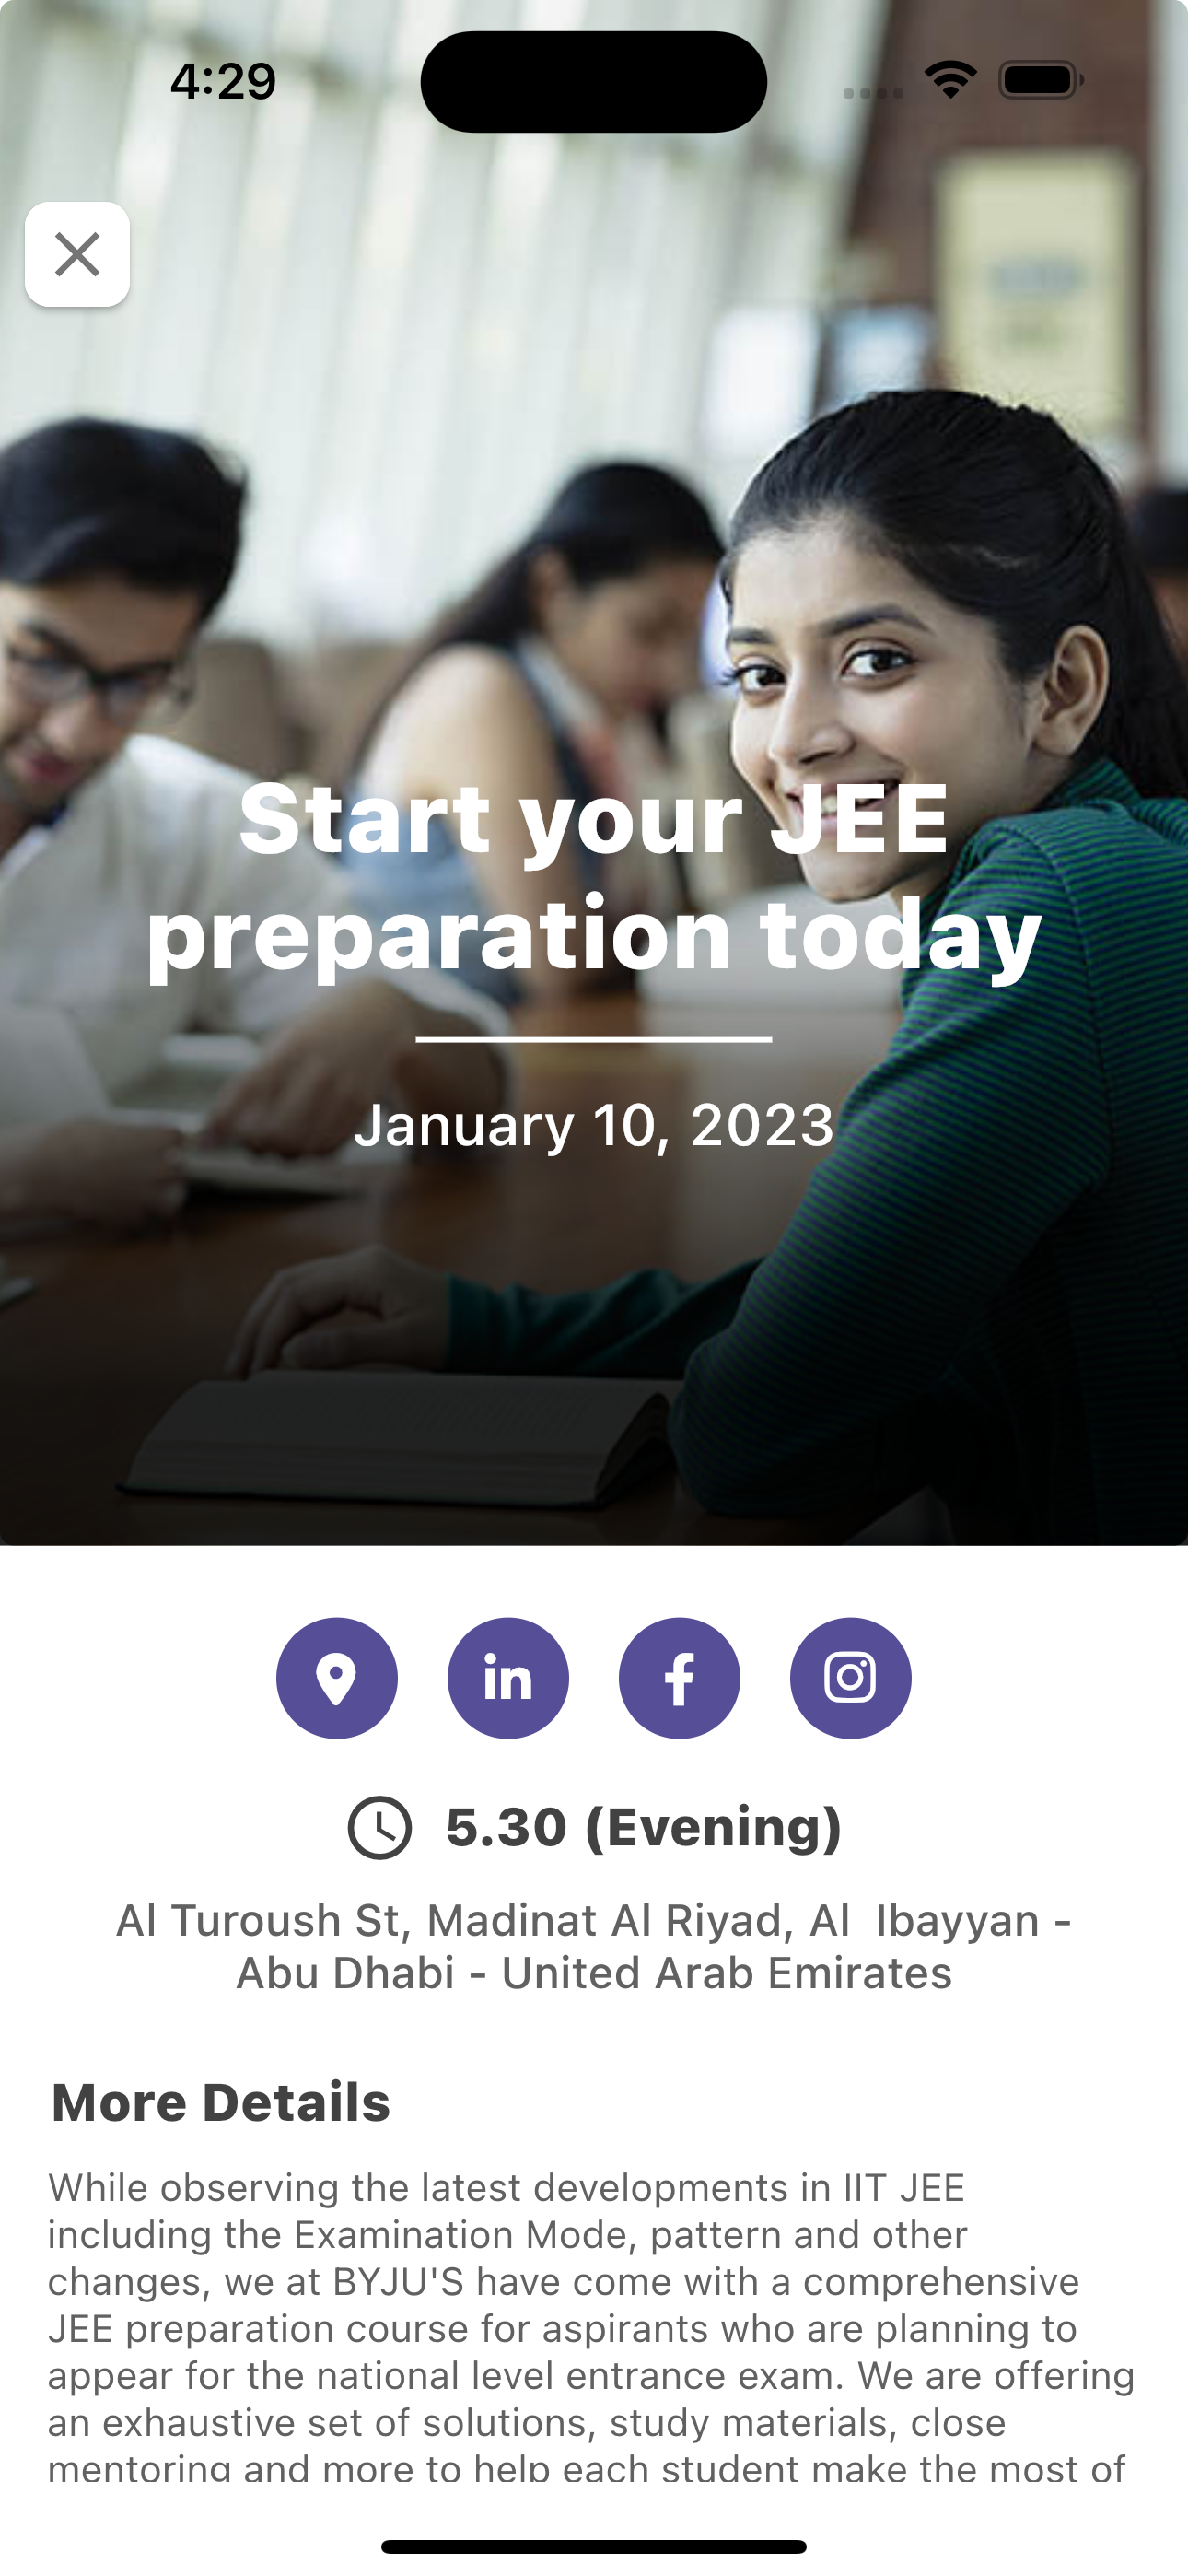 4:29
Start your JEE
preparation today
January 10, 2023
in
f
5.30 (Evening)
Al Turoush St, Madinat Al Riyad, Al  Ibayyan -
Abu Dhabi - United Arab Emirates
More Details
While observing the latest developments in IIT JEE
including the Examination Mode, pattern and other
changes, we at BYJU'S have come with a comprehensive
JEE preparation course for aspirants who are planning to
appear for the national level entrance exam. We are offering
an exhaustive set of solutions, study materials, close
mentoring and more to help each student make the most of